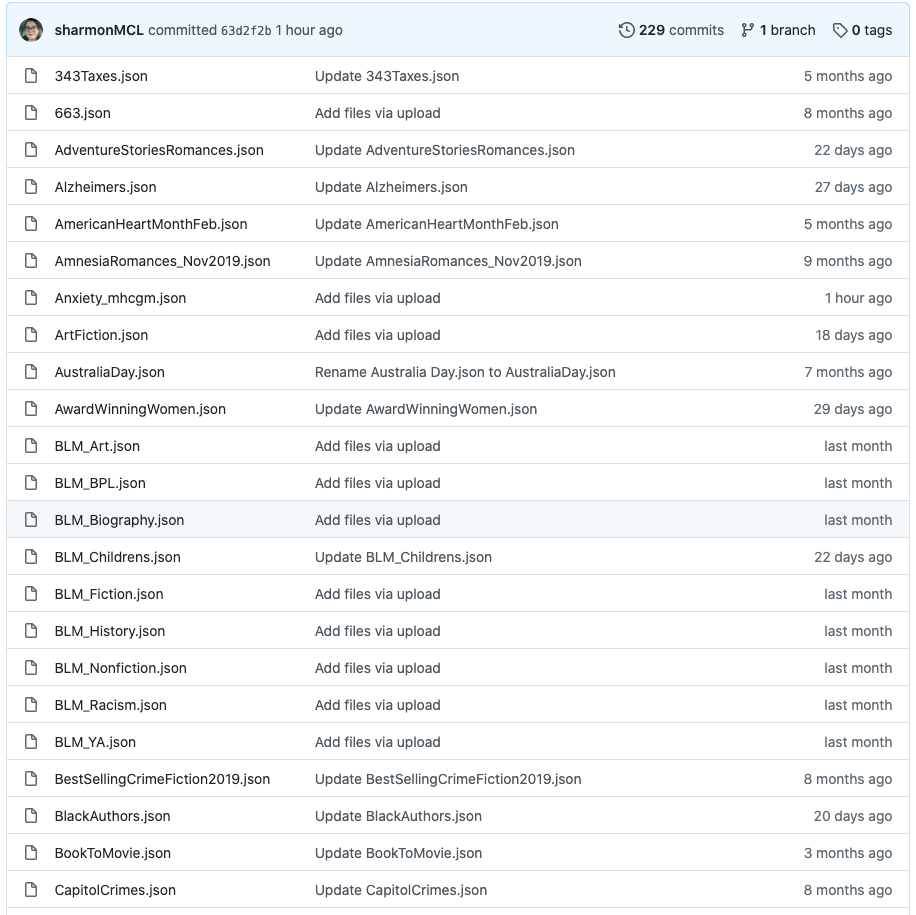 sharmonMCL committed 63d2f2b 1 hour ago 229 commits 1 branch 0 tags
343Taxes.json Update 343Taxes.json 5 months ago
663.json Add files via upload 8 months ago
AdventureStoriesRomances.json Update AdventureStoriesRomances.json 22 days ago
Alzheimers.json Update Alzheimers.json 27 days ago
AmericanHeartMonthFeb.json Update AmericanHeartMonthFeb.json 5 months ago
AmnesiaRomances_Nov2019.json Update AmnesiaRomances_Nov2019.json 9 months ago
Anxiety_mhcgm.json Add files via upload 1 hour ago
ArtFiction.json Add files via upload 18 days ago
AustraliaDay.json Rename Australia Day.json to AustraliaDay.json 7 months ago
AwardWinningWomen.json Update AwardWinningWomen.json 29 days ago
BLM_Art.json Add files via upload last month
BLM_BPL.json Add files via upload last month
BLM_Biography.json Add files via upload last month
BLM_Childrens.json Update BLM_Childrens.json 22 days ago
BLM_Fiction.json Add files via upload last month
BLM_History.json Add files via upload last month
BLM_Nonfiction.json Add files via upload last month
BLM_Racism.json Add files via upload last month
BLM_YA.json Add files via upload last month
BestSellingCrimeFiction2019.json Update BestSellingCrimeFiction2019.json 8 months ago
BlackAuthors.json Update BlackAuthors.json 20 days ago
BookToMovie.json Update BookToMovie.json 3 months ago
CapitolCrimes.json Update CapitolCrimes.json 8 months ago